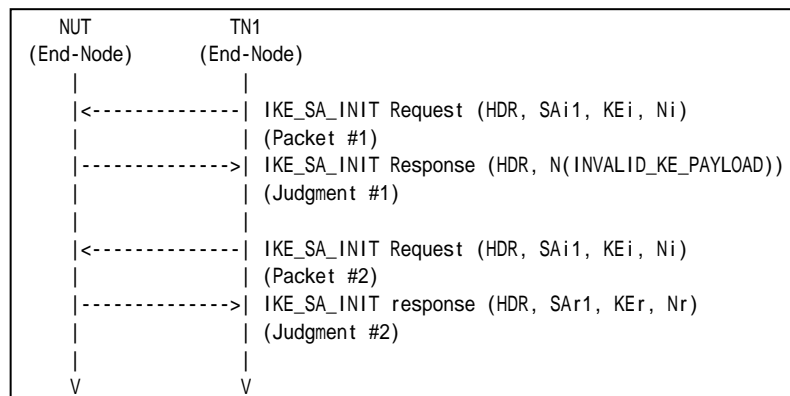 NUT TN1
(End-Node) (End-Node)
| |
|<--------------| IKE_SA_INIT Request (HDR, SAi1, KEi, Ni)
| | (Packet #1)
|-------------->| IKE_SA_INIT Response (HDR, N(INVALID_KE_PAYLOAD))
| | (Judgment #1)
| |
|<--------------| IKE_SA_INIT Request (HDR, SAi1, KEi, Ni)
| | (Packet #2)
|-------------->| IKE_SA_INIT response (HDR, SAr1, KEr, Nr)
| | (Judgment #2)
| |
V V